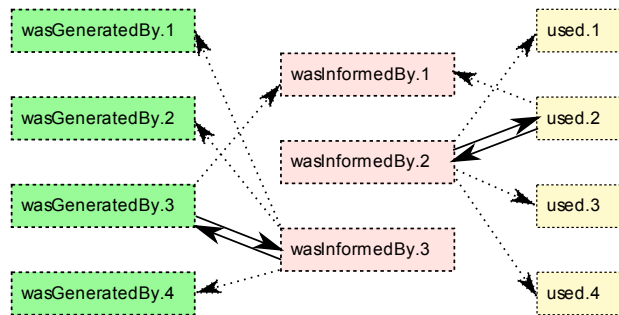 wasGeneratedBy.1
wasGeneratedBy.2
wasGeneratedBy.3
wasGeneratedBy.4
wasInformedBy.1
wasInformedBy.2
wasInformedBy.3
used.1
used.2
used.3
used.4